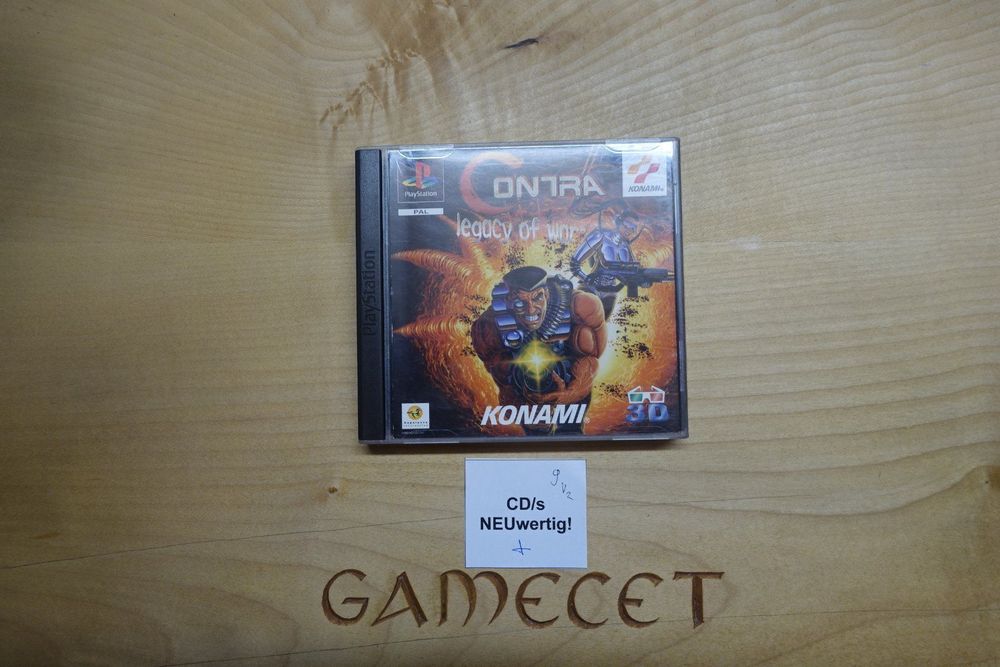 PlayStation
PAL
CONTRA
legacy of war
KONAMI
PlayStation
KONAMI
3D
CD/s
NEUwertig!
GAMECET